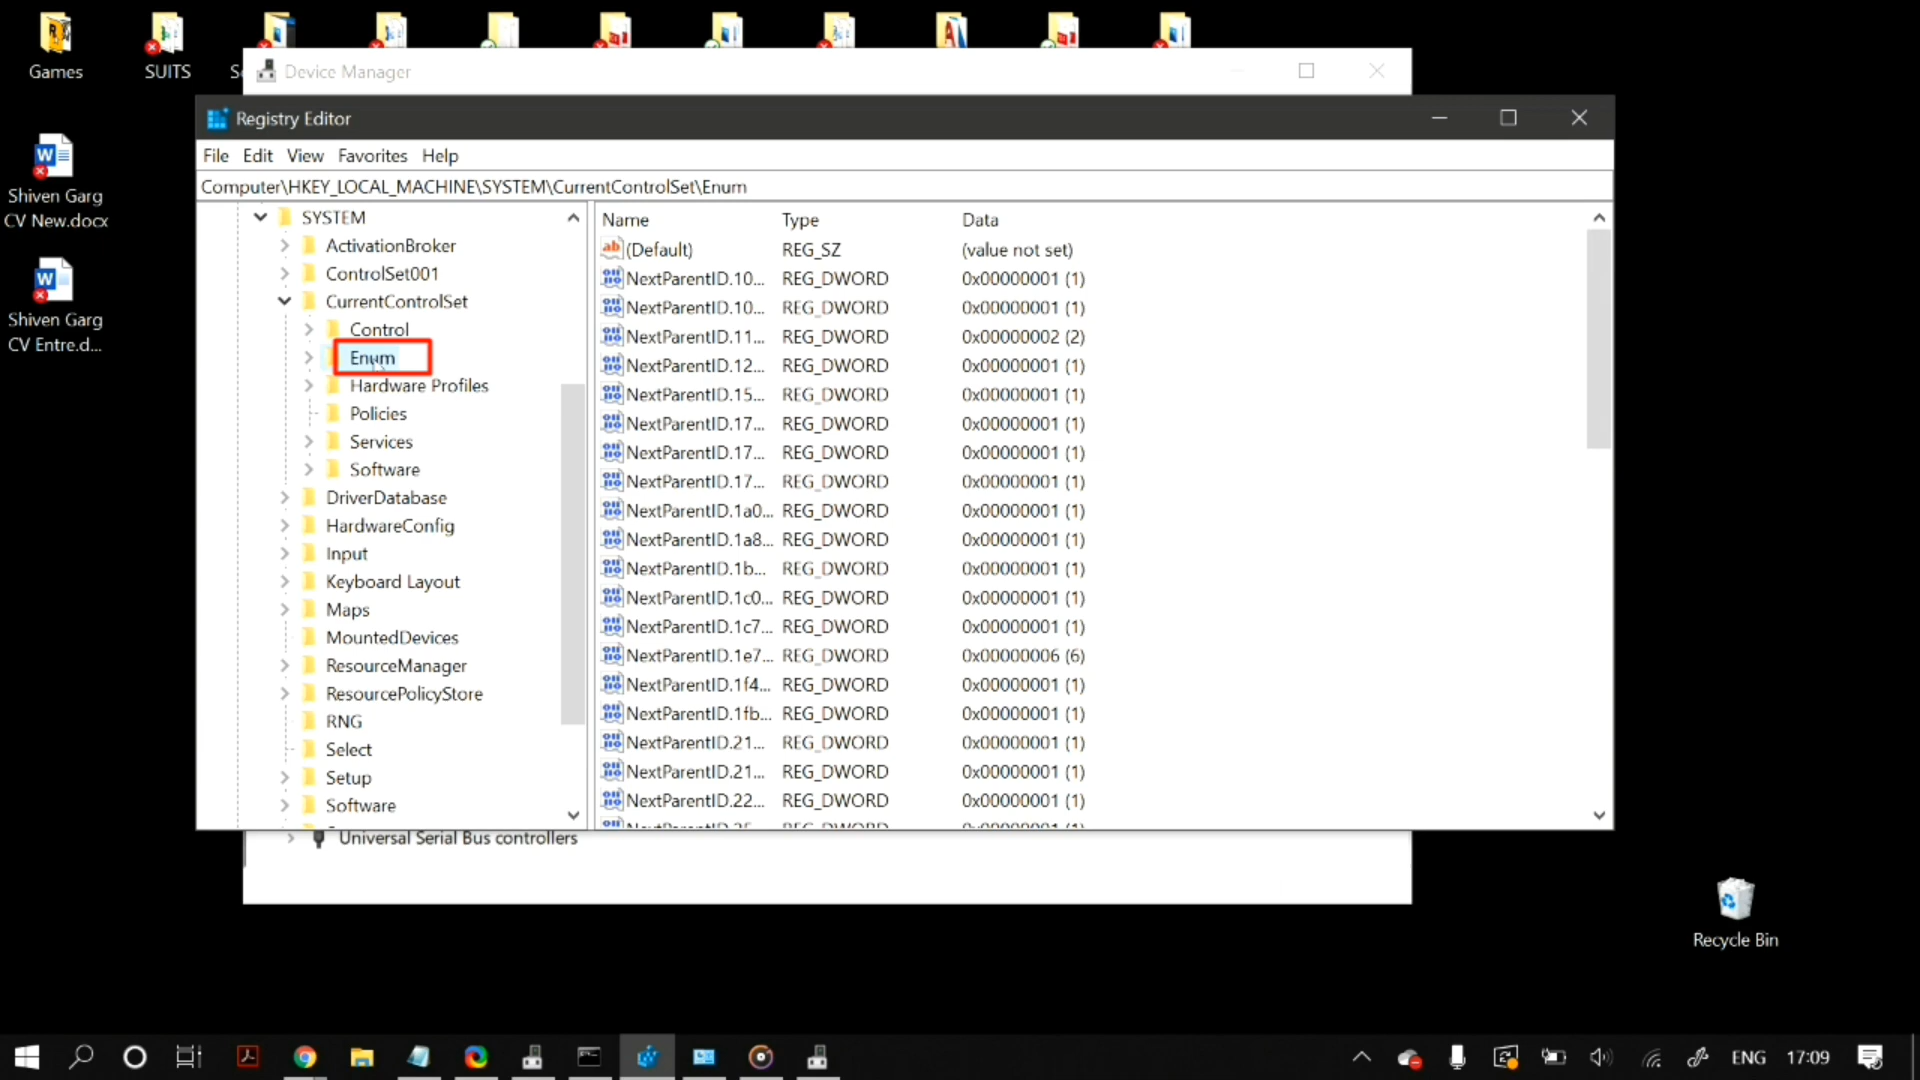 Games
SUITS
Device Manager
Registry Editor
File Edit View Favorites Help
Computer\HKEY_LOCAL_MACHINE\SYSTEM\CurrentControlSet\Enum
Shiven Garg
CV New.docx
Shiven Garg
CV Entre.d...
SYSTEM
ActivationBroker
ControlSet001
CurrentControlSet
Control
Enum
Hardware Profiles
Policies
Services
Software
DriverDatabase
HardwareConfig
Input
Keyboard Layout
Maps
MountedDevices
ResourceManager
ResourcePolicyStore
RNG
Select
Setup
Software
Name Type Data
(Default) REG_SZ (value not set)
NextParentID.10... REG_DWORD 0x00000001 (1)
NextParentID.10... REG_DWORD 0x00000001 (1)
NextParentID.11... REG_DWORD 0x00000002 (2)
NextParentID.12... REG_DWORD 0x00000001 (1)
NextParentID.15... REG_DWORD 0x00000001 (1)
NextParentID.17... REG_DWORD 0x00000001 (1)
NextParentID.17... REG_DWORD 0x00000001 (1)
NextParentID.17... REG_DWORD 0x00000001 (1)
NextParentID.1a0... REG_DWORD 0x00000001 (1)
NextParentID.1a8... REG_DWORD 0x00000001 (1)
NextParentID.1b... REG_DWORD 0x00000001 (1)
NextParentID.1c0... REG_DWORD 0x00000001 (1)
NextParentID.1c7... REG_DWORD 0x00000001 (1)
NextParentID.1e7... REG_DWORD 0x00000006 (6)
NextParentID.1f4... REG_DWORD 0x00000001 (1)
NextParentID.1fb... REG_DWORD 0x00000001 (1)
NextParentID.21... REG_DWORD 0x00000001 (1)
NextParentID.21... REG_DWORD 0x00000001 (1)
NextParentID.22... REG_DWORD 0x00000001 (1)
Universal Serial Bus controllers
Recycle Bin
ENG 17:09